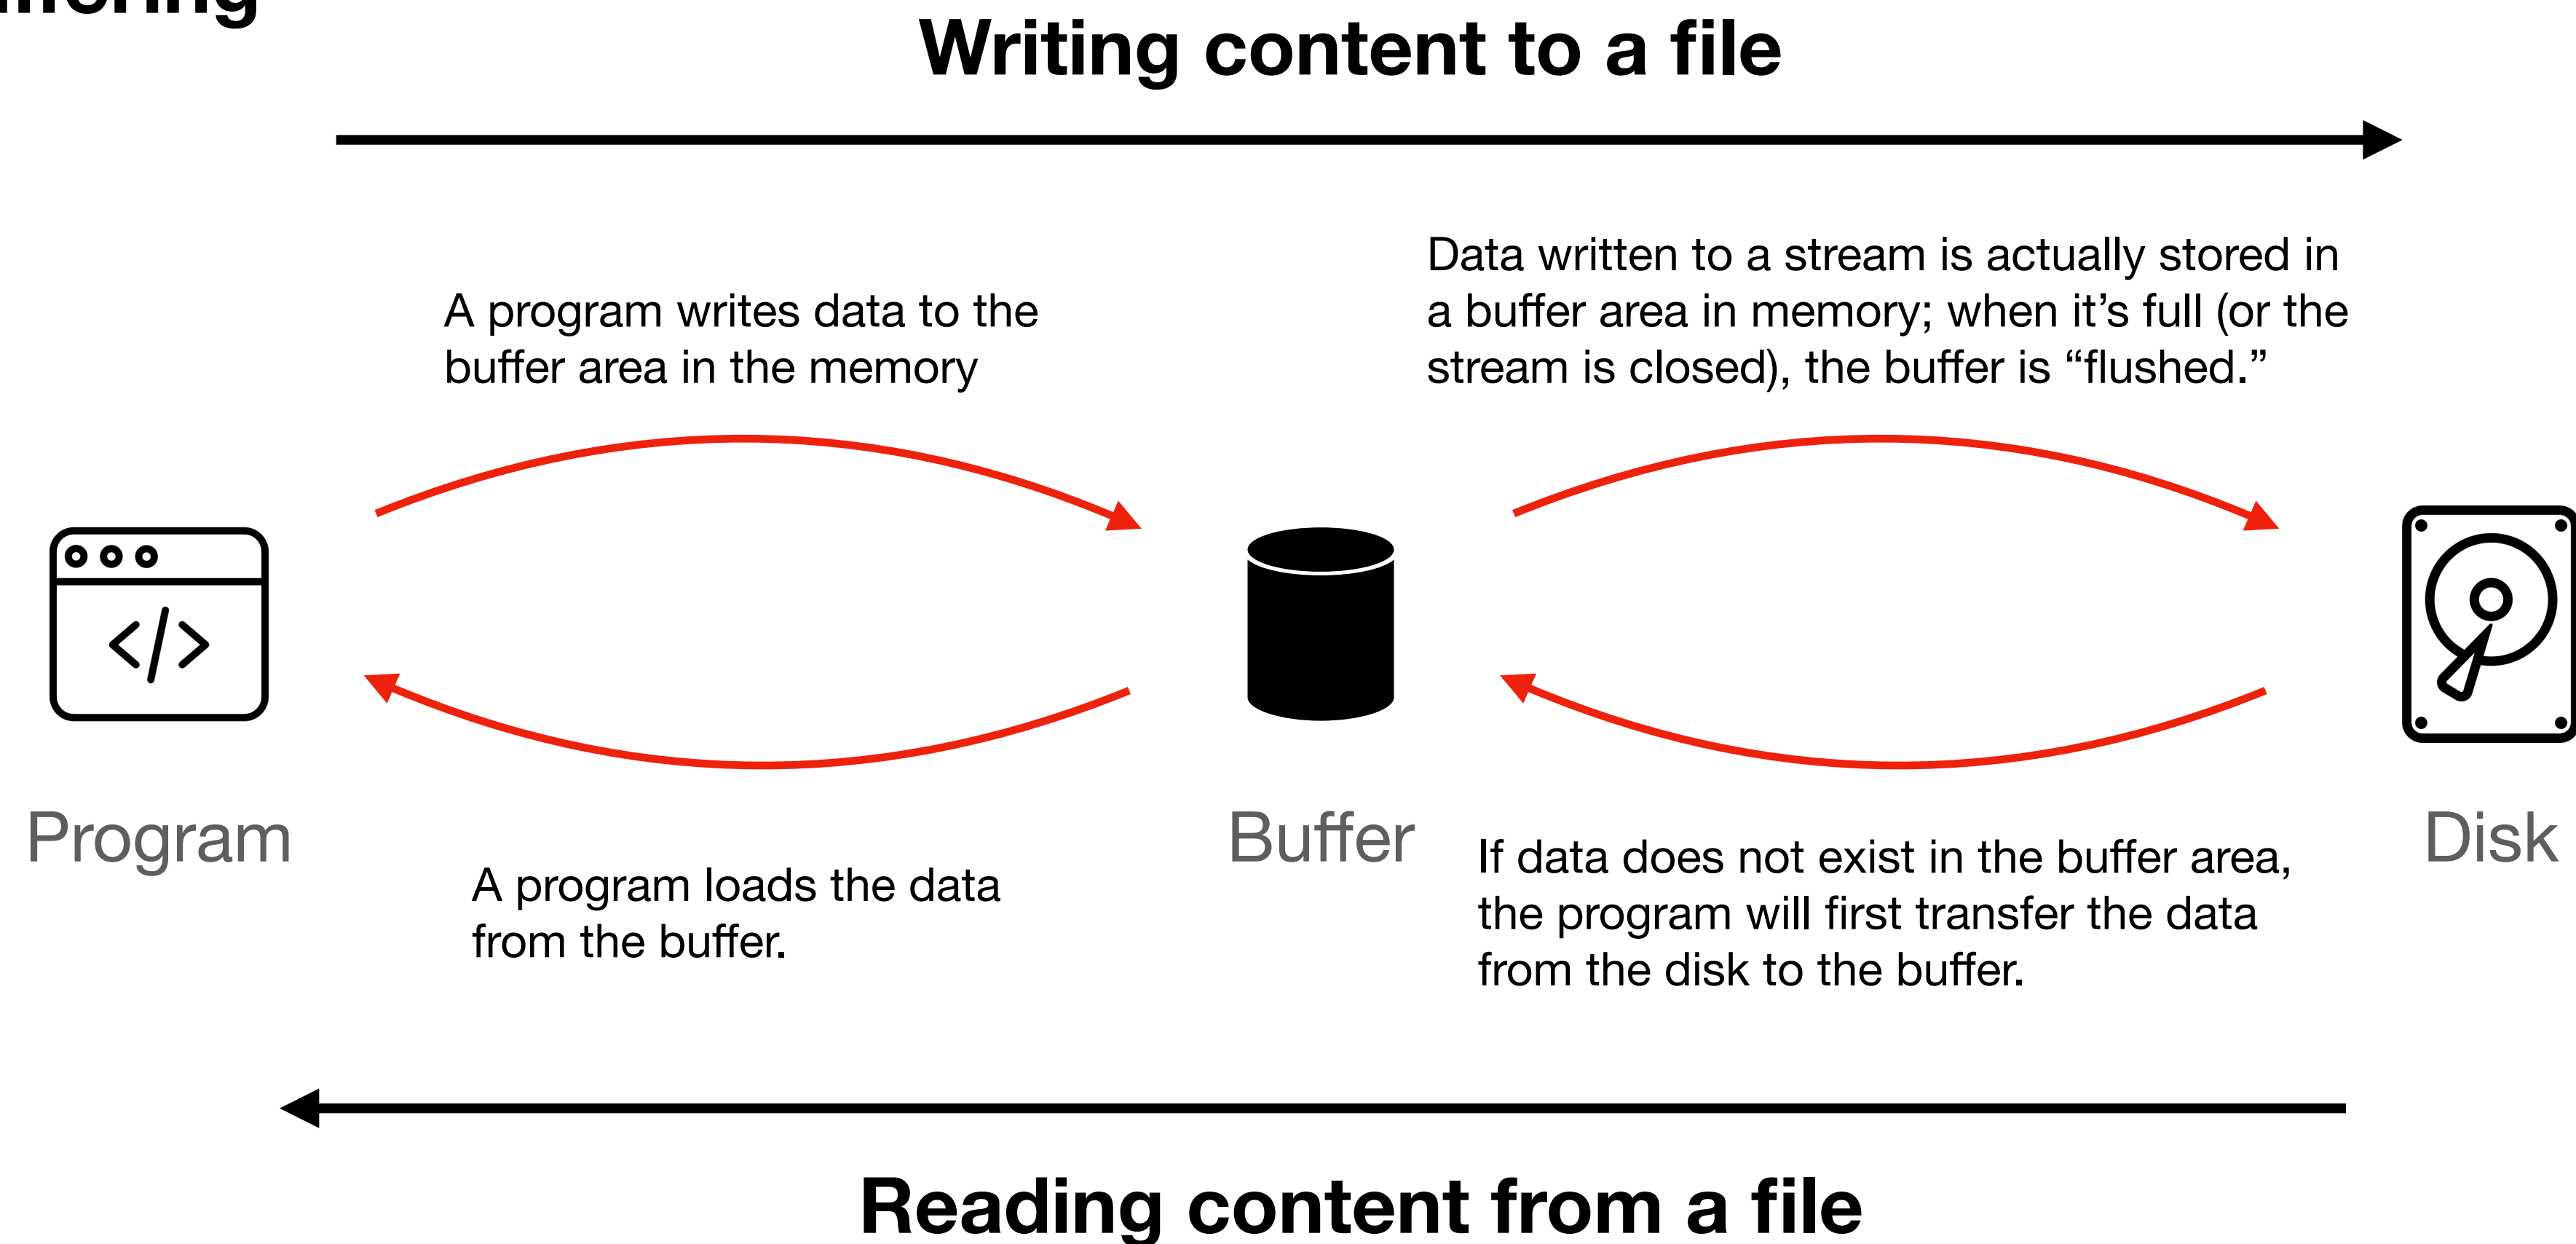 Writing content to a file
A program writes data to the
buffer area in the memory
Data written to a stream is actually stored in
a buffer area in memory; when it's full (or the
stream is closed), the buffer is “flushed.”
</>
Program
Buffer
Disk
A program loads the data
from the buffer.
If data does not exist in the buffer area,
the program will first transfer the data
from the disk to the buffer.
Reading content from a file